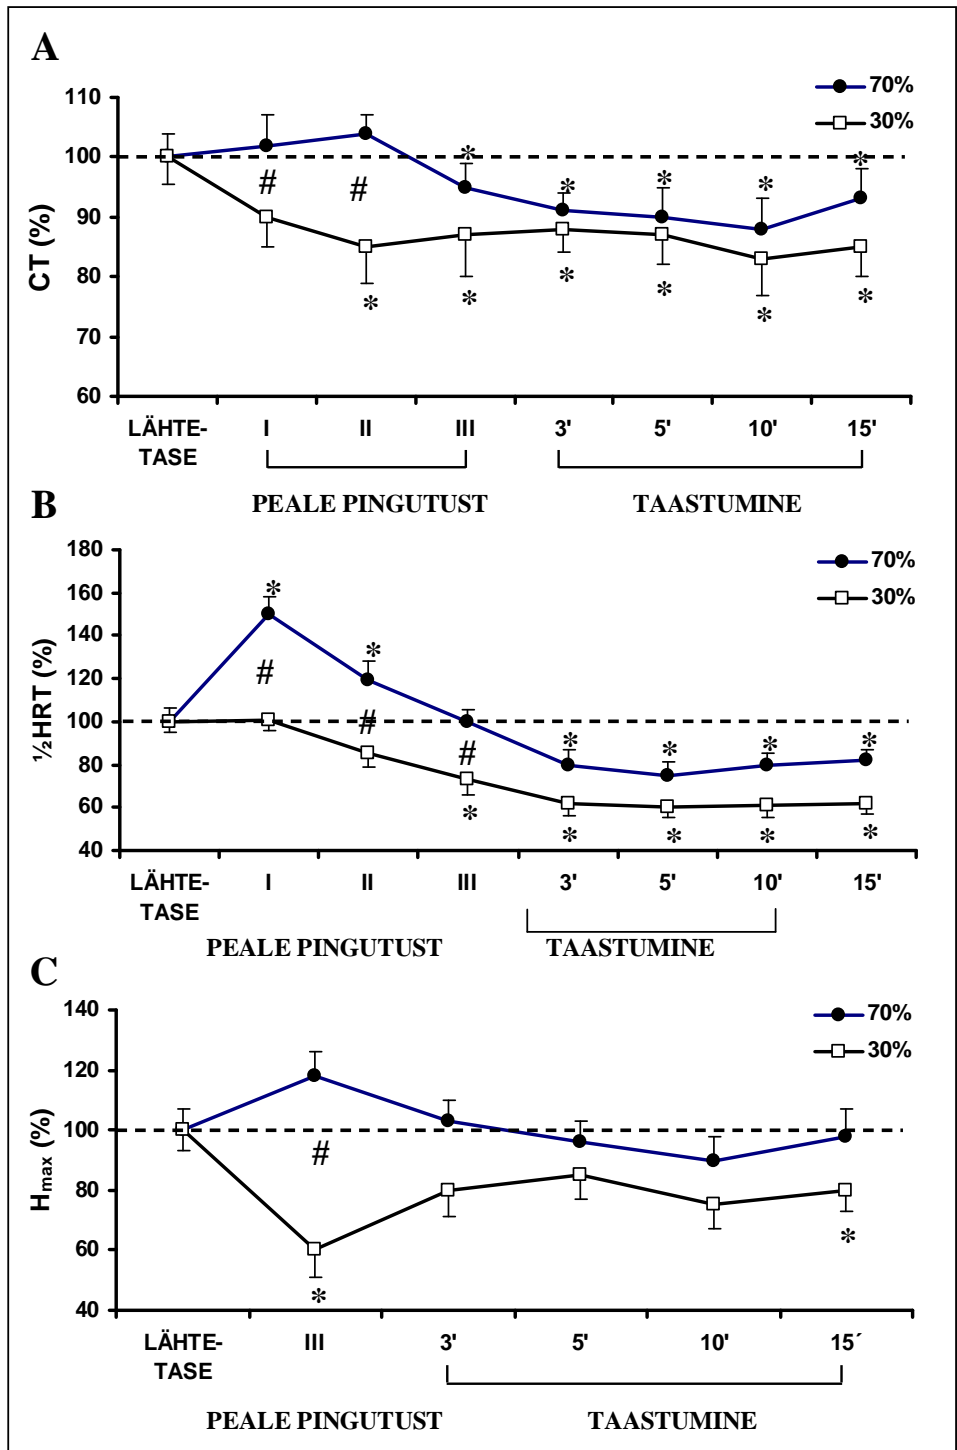 A
110
100
90
80
70
60
CT (%)
70%
30%
* * * * *
# #
* * * * * *
LÄHTE-
TASE
I II III 3' 5' 10' 15'
PEALE PINGUTUST TAASTUMINE
B
180
160
140
120
100
80
60
40
½HRT (%)
70%
30%
* * * * * *
# # #
* * * * *
LÄHTE-
TASE
I II III 3' 5' 10' 15'
PEALE PINGUTUST TAASTUMINE
C
140
120
100
80
60
40
Hmax (%)
70%
30%
#
* *
LÄHTE-
TASE
III 3' 5' 10' 15´
PEALE PINGUTUST TAASTUMINE